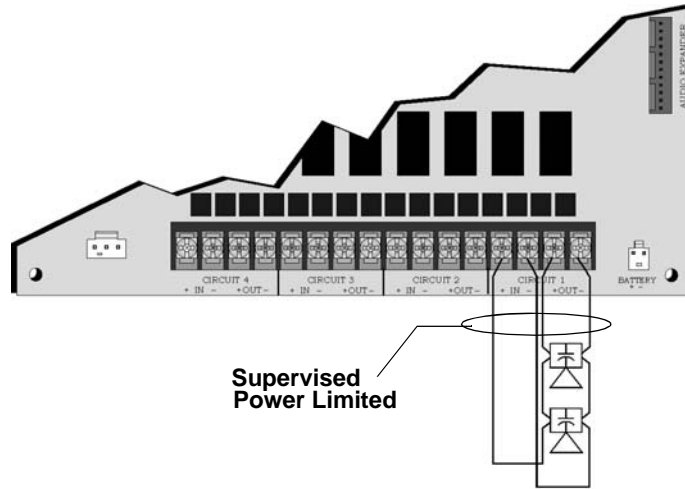 AUDIO EXPANDER
CIRCUIT 4 CIRCUIT 3 CIRCUIT 2 CIRCUIT 1 BATTERY
+ IN - +OUT- + IN - +OUT- + IN - +OUT- + IN - +OUT- + -
Supervised
Power Limited